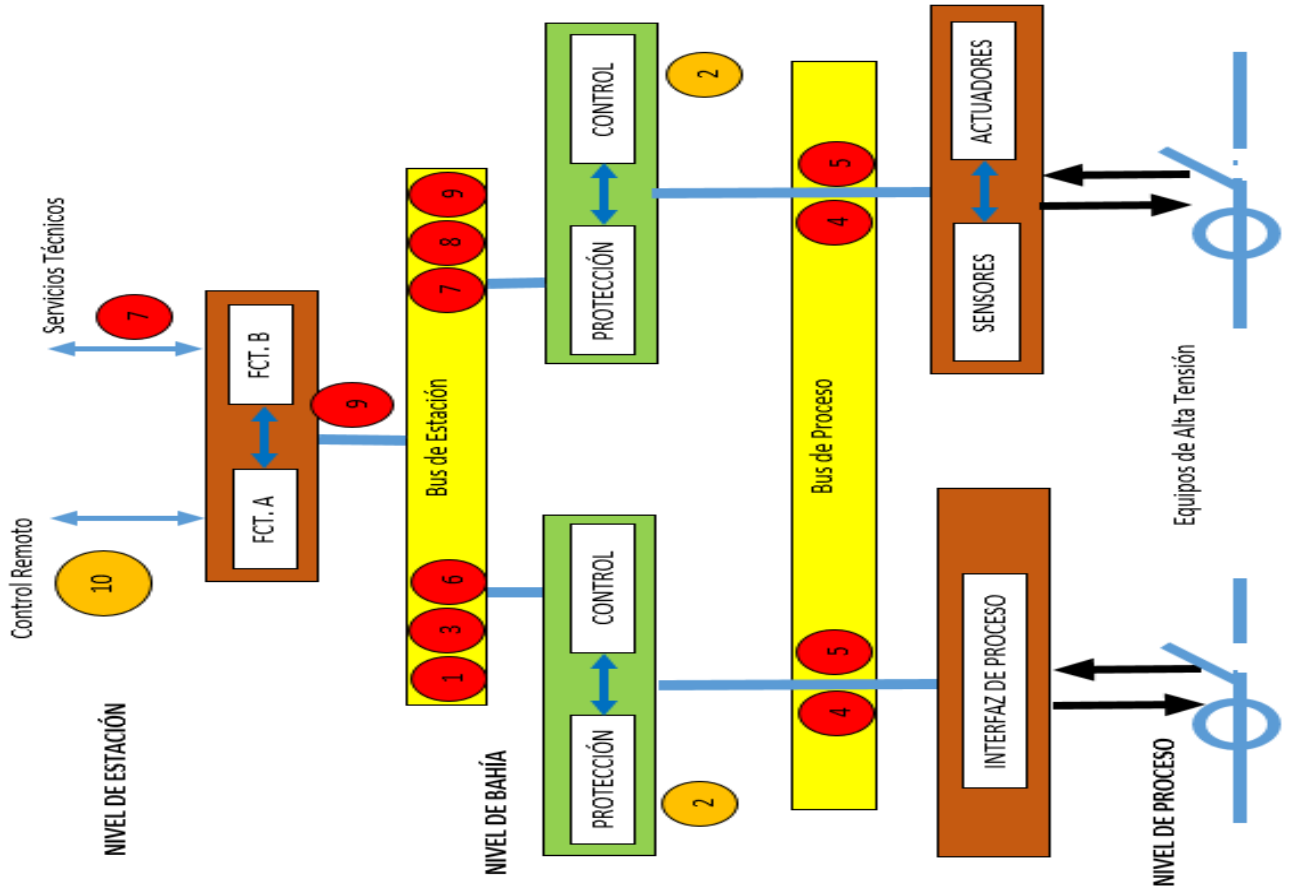 Control Remoto
Servicios Técnicos
10
7
NIVEL DE ESTACIÓN
FCT. A
FCT. B
9
1
3
6
Bus de Estación
7
8
9
NIVEL DE BAHÍA
PROTECCIÓN
CONTROL
PROTECCIÓN
CONTROL
2
2
4
5
Bus de Proceso
4
5
INTERFAZ DE PROCESO
SENSORES
ACTUADORES
NIVEL DE PROCESO
Equipos de Alta Tensión